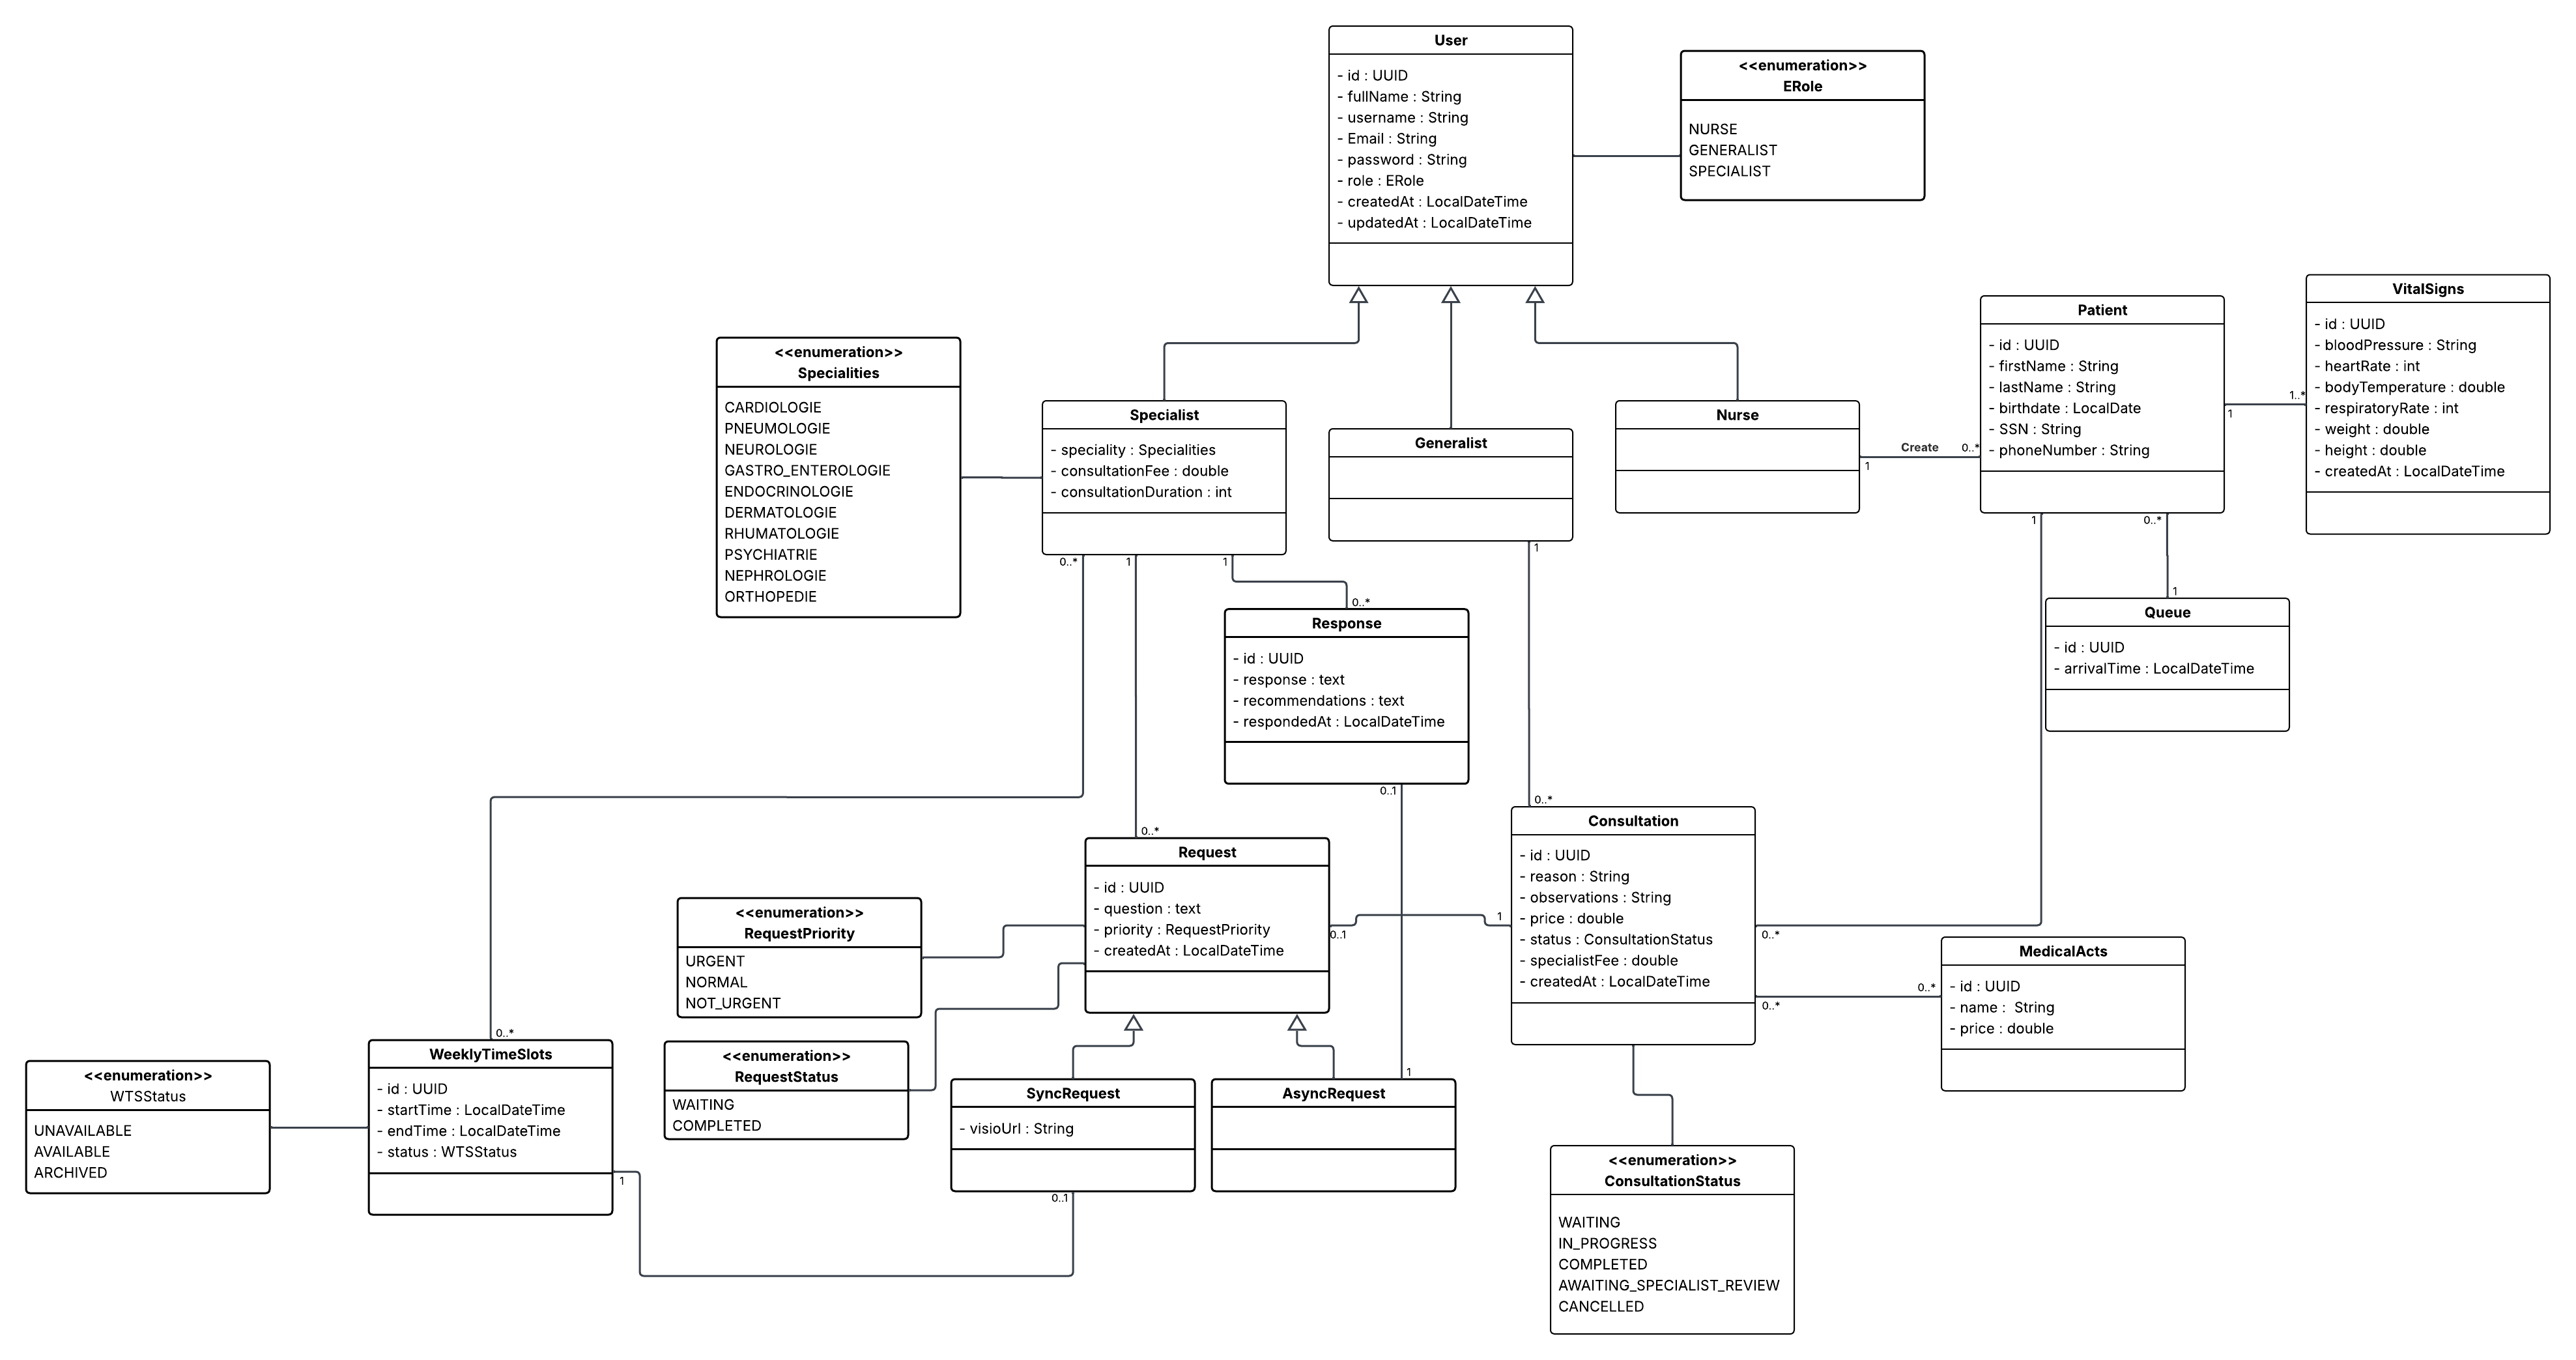 User
- id : UUID
- fullName : String
- username : String
- Email : String
- password : String
- role : ERole
- createdAt : LocalDateTime
- updatedAt : LocalDateTime
<<enumeration>>
ERole
NURSE
GENERALIST
SPECIALIST
<<enumeration>>
Specialities
CARDIOLOGIE
PNEUMOLOGIE
NEUROLOGIE
GASTRO_ENTEROLOGIE
ENDOCRINOLOGIE
DERMATOLOGIE
RHUMATOLOGIE
PSYCHIATRIE
NEPHROLOGIE
ORTHOPEDIE
Specialist
- speciality : Specialities
- consultationFee : double
- consultationDuration : int
0..*
1
1
Generalist
1
Nurse
1
Create
0..*
Patient
- id : UUID
- firstName : String
- lastName : String
- birthdate : LocalDate
- SSN : String
- phoneNumber : String
1
1..*
1
0..*
VitalSigns
- id : UUID
- bloodPressure : String
- heartRate : int
- bodyTemperature : double
- respiratoryRate : int
- weight : double
- height : double
- createdAt : LocalDateTime
1
Queue
- id : UUID
- arrivalTime : LocalDateTime
0..*
Response
- id : UUID
- response : text
- recommendations : text
- respondedAt : LocalDateTime
0..1
0..*
Request
- id : UUID
- question : text
- priority : RequestPriority
- createdAt : LocalDateTime
0..1
1
0..*
Consultation
- id : UUID
- reason : String
- observations : String
- price : double
- status : ConsultationStatus
- specialistFee : double
- createdAt : LocalDateTime
0..*
0..*
0..*
MedicalActs
- id : UUID
- name :  String
- price : double
<<enumeration>>
RequestPriority
URGENT
NORMAL
NOT_URGENT
<<enumeration>>
RequestStatus
WAITING
COMPLETED
<<enumeration>>
WTSStatus
UNAVAILABLE
AVAILABLE
ARCHIVED
0..*
WeeklyTimeSlots
- id : UUID
- startTime : LocalDateTime
- endTime : LocalDateTime
- status : WTSStatus
1
SyncRequest
- visioUrl : String
0..1
1
AsyncRequest
<<enumeration>>
ConsultationStatus
WAITING
IN_PROGRESS
COMPLETED
AWAITING_SPECIALIST_REVIEW
CANCELLED